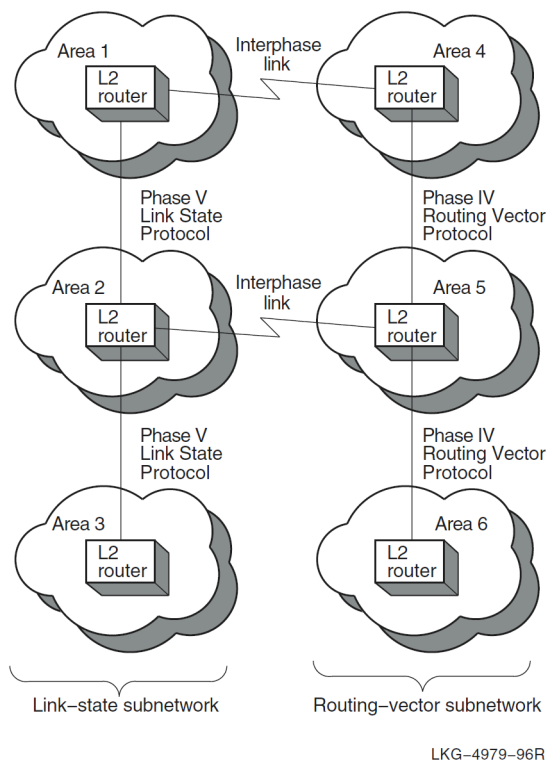 Area 1
L2
router
Interphase
link
Area 4
L2
router
Phase V
Link State
Protocol
Phase IV
Routing Vector
Protocol
Area 2
L2
router
Interphase
link
Area 5
L2
router
Phase V
Link State
Protocol
Phase IV
Routing Vector
Protocol
Area 3
L2
router
Area 6
L2
router
Link–state subnetwork
Routing–vector subnetwork
LKG–4979–96R